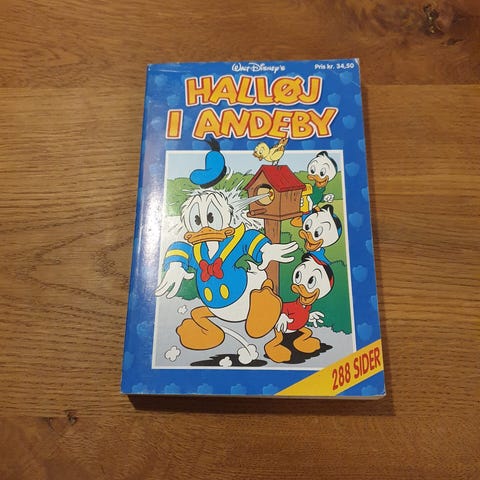 Walt Disney's
Pris kr. 34,50
HALLØJ
I ANDEBY
288 SIDER